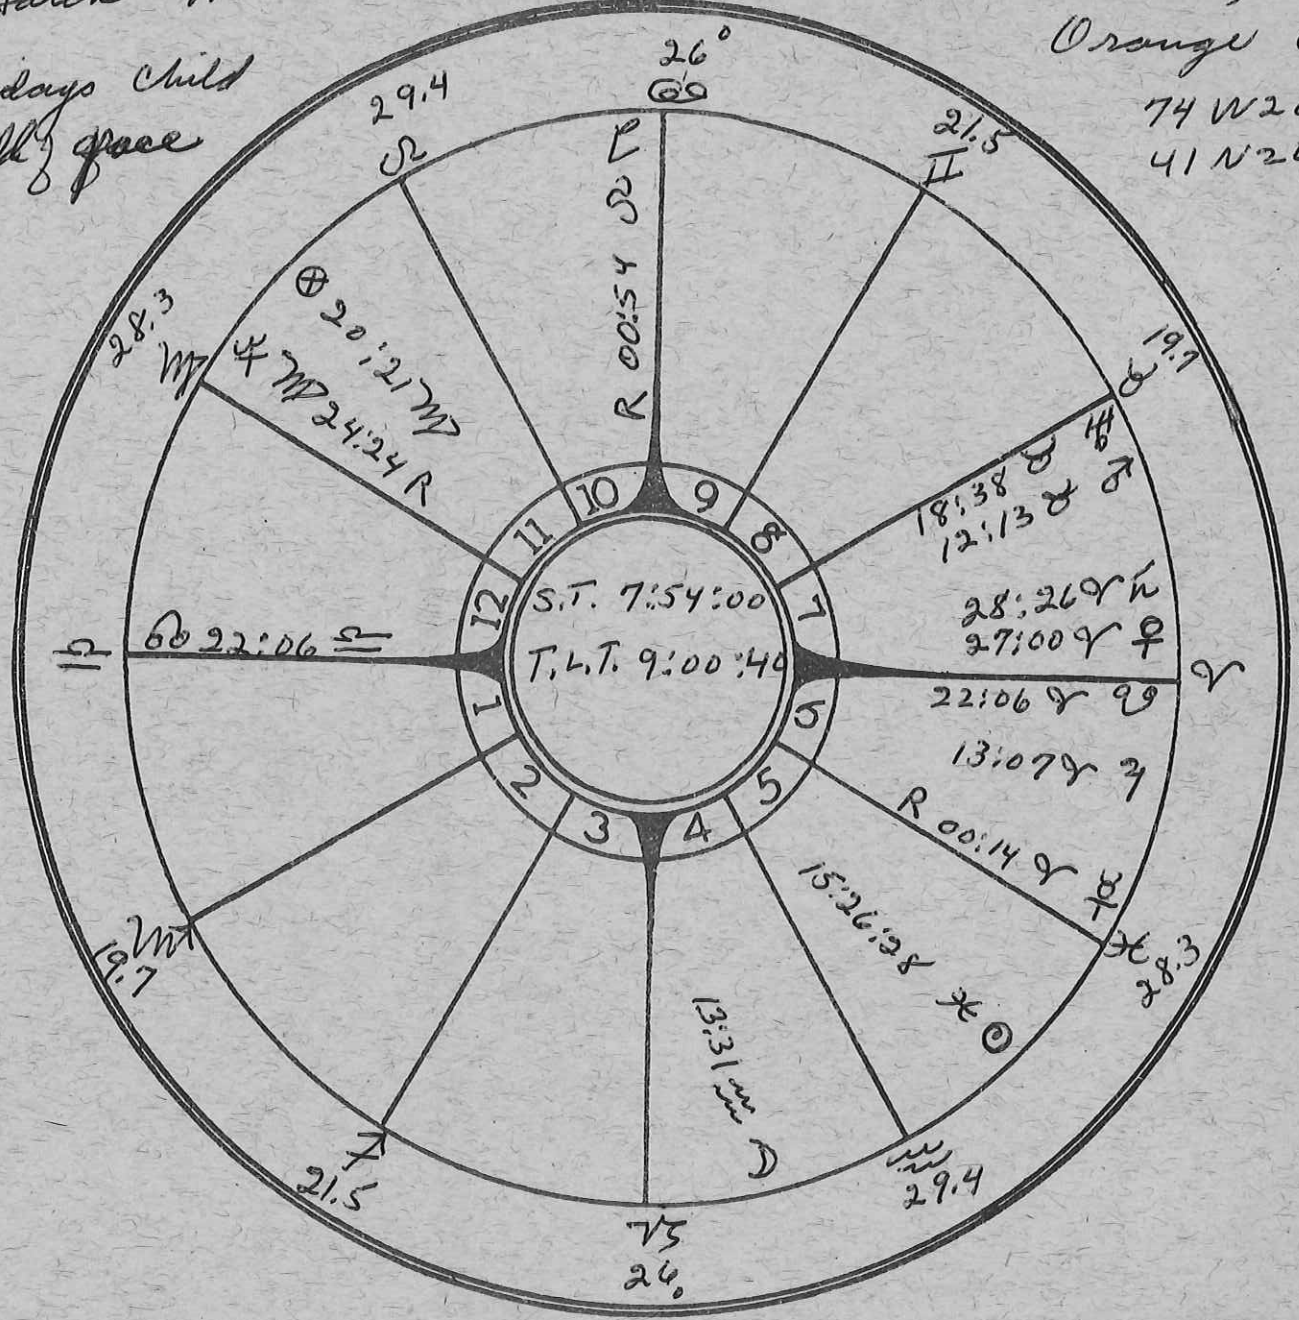 days Child
grace
Orange
74 W 2
41 N 2
26°
♋
29.4
♌
21.5
♊
28.3
♍
19.7
♉
♇
♌
R 00:54
⊕ 20:21 ♍
♆ ♍ 24:24 R
18:38 ♉ ♅
12:13 ♉ ♂
28:26 ♈ ♄
27:00 ♈ ♀
10 9
11 8
12 7
1 6
2 5
3 4
S.T. 7:54:00
T.L.T. 9:00:40
♎
☊ 22:06 ♎
22:06 ♈ ☋
♈
13:07 ♈ ♃
R 00:14 ♈ ☿
15:26:28 ♓ ☉
13:31 ♒ ☽
♏
19.7
♓
28.3
♐
21.5
♒
29.4
♑
26°